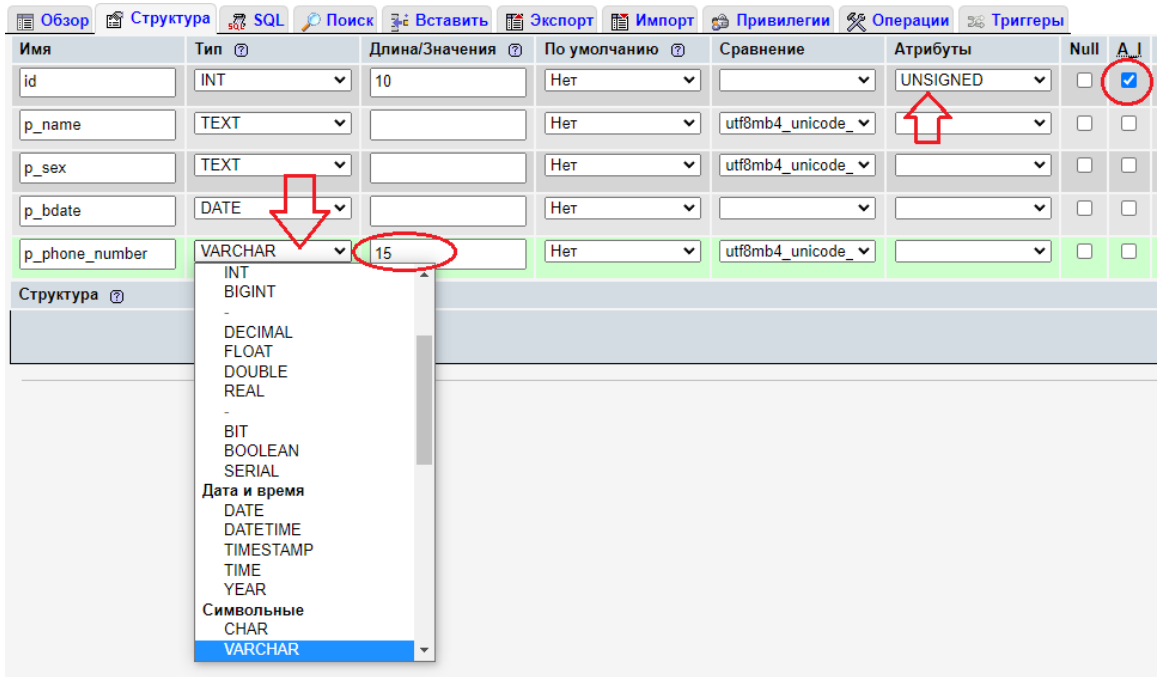 Обзор Структура SQL Поиск Вставить Экспорт Импорт Привилегии Операции Триггеры
Имя Тип Длина/Значения По умолчанию Сравнение Атрибуты Null A_I
id INT 10 Нет UNSIGNED
p_name TEXT Нет utf8mb4_unicode_
p_sex TEXT Нет utf8mb4_unicode_
p_bdate DATE Нет
p_phone_number VARCHAR 15 Нет utf8mb4_unicode_
INT
Структура
BIGINT
-
DECIMAL
FLOAT
DOUBLE
REAL
-
BIT
BOOLEAN
SERIAL
Дата и время
DATE
DATETIME
TIMESTAMP
TIME
YEAR
Символьные
CHAR
VARCHAR